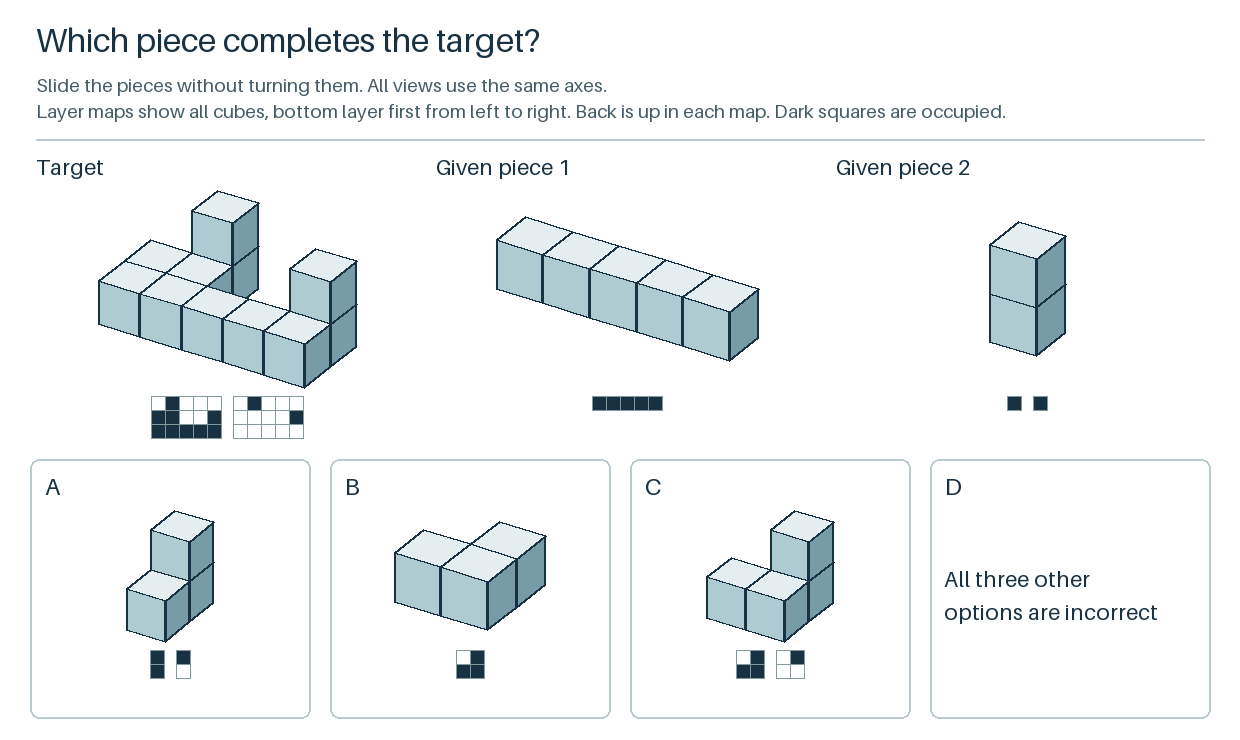 Which piece completes the target?
Slide the pieces without turning them. All views use the same axes.
Layer maps show all cubes, bottom layer first from left to right. Back is up in each map. Dark squares are occupied.
Target
Given piece 1
Given piece 2
A
B
C
D
All three other
options are incorrect